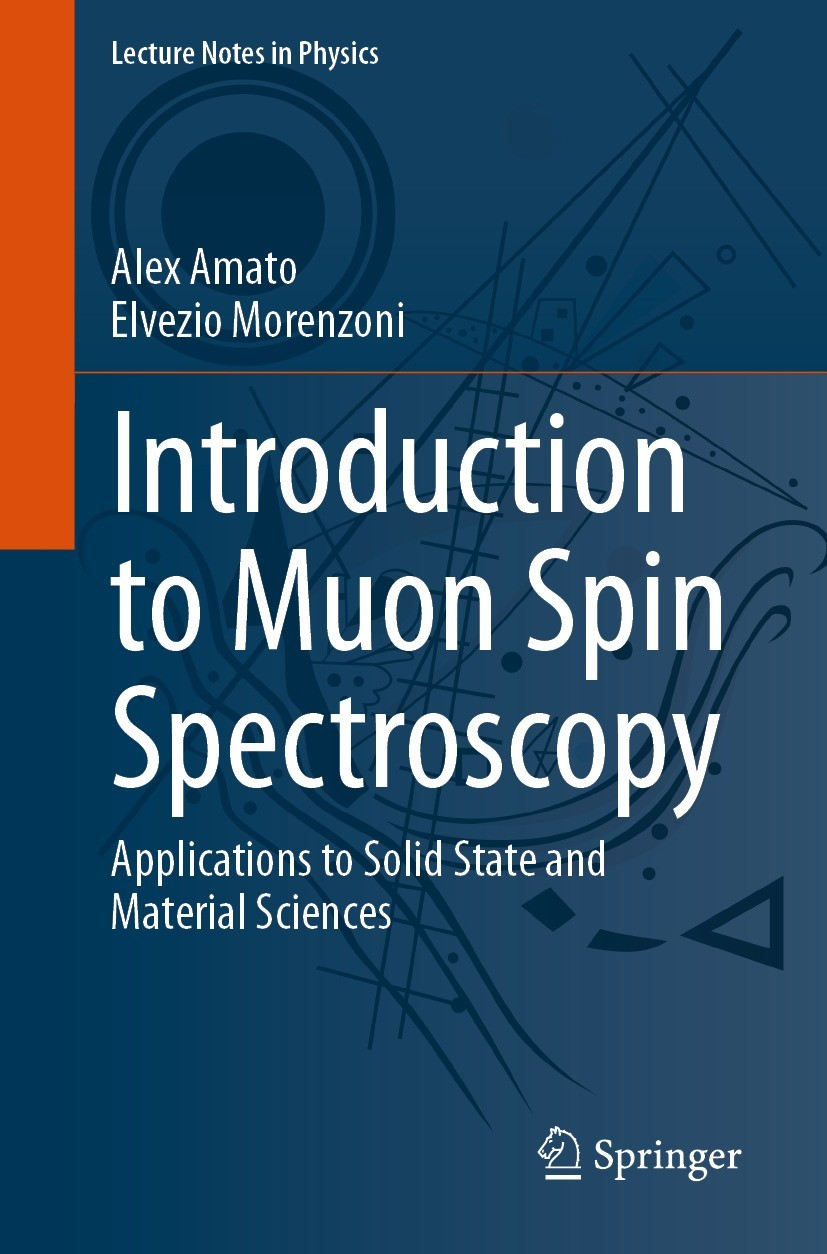 Lecture Notes in Physics
Alex Amato
Elvezio Morenzoni
Introduction
to Muon Spin
Spectroscopy
Applications to Solid State and
Material Sciences
Springer